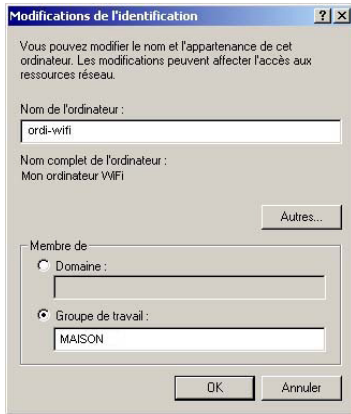 Modifications de l'identification
Vous pouvez modifier le nom et l'appartenance de cet
ordinateur. Les modifications peuvent affecter l'accès aux
ressources réseau.
Nom de l'ordinateur :
ordi-wifi
Nom complet de l'ordinateur :
Mon ordinateur WiFi
Autres...
Membre de
Domaine :
Groupe de travail :
MAISON
OK Annuler